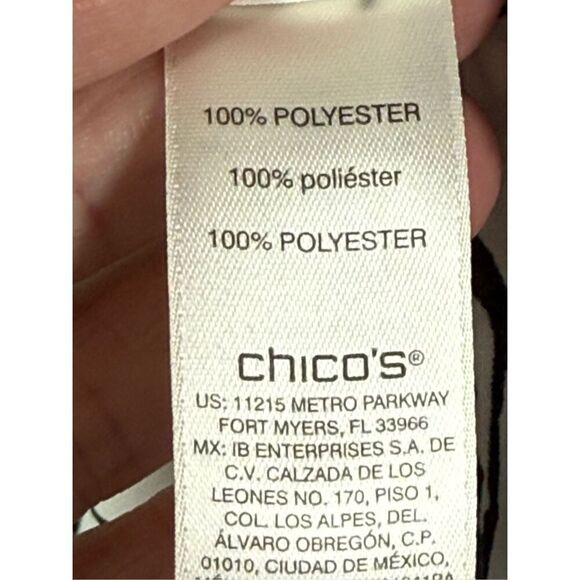 100% POLYESTER
100% poliéster
100% POLYESTER
chico's®
US: 11215 METRO PARKWAY
FORT MYERS, FL 33966
MX: IB ENTERPRISES S.A. DE
C.V. CALZADA DE LOS
LEONES NO. 170, PISO 1,
COL. LOS ALPES, DEL.
ÁLVARO OBREGÓN, C.P.
01010, CIUDAD DE MÉXICO,